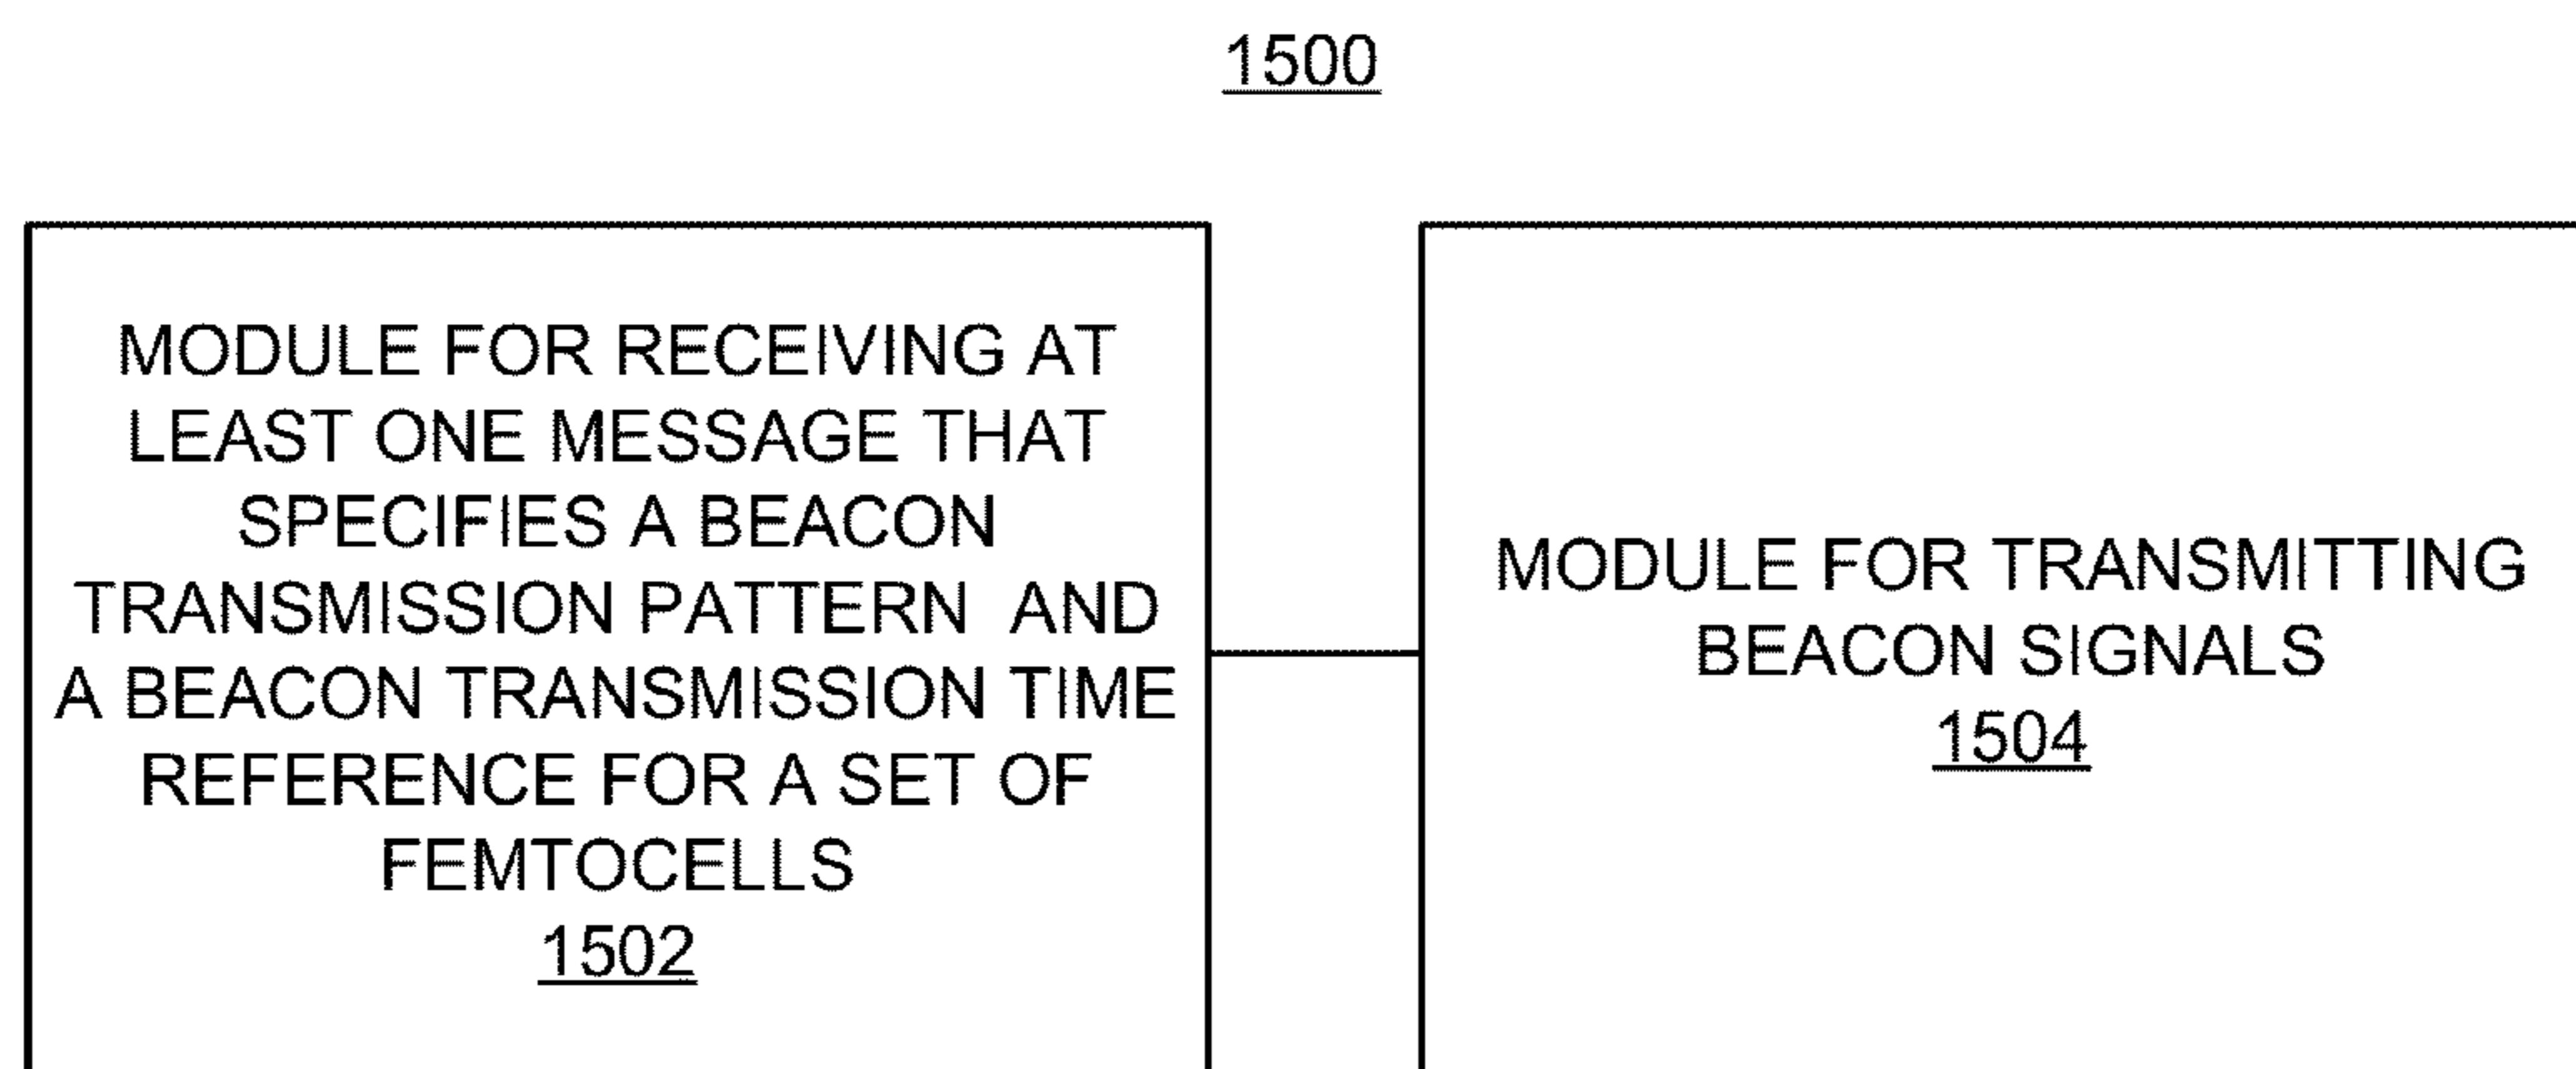 1500
MODULE FOR RECEIVING AT
LEAST ONE MESSAGE THAT
SPECIFIES A BEACON
TRANSMISSION PATTERN AND
A BEACON TRANSMISSION TIME
REFERENCE FOR A SET OF
FEMTOCELLS
1502
MODULE FOR TRANSMITTING
BEACON SIGNALS
1504